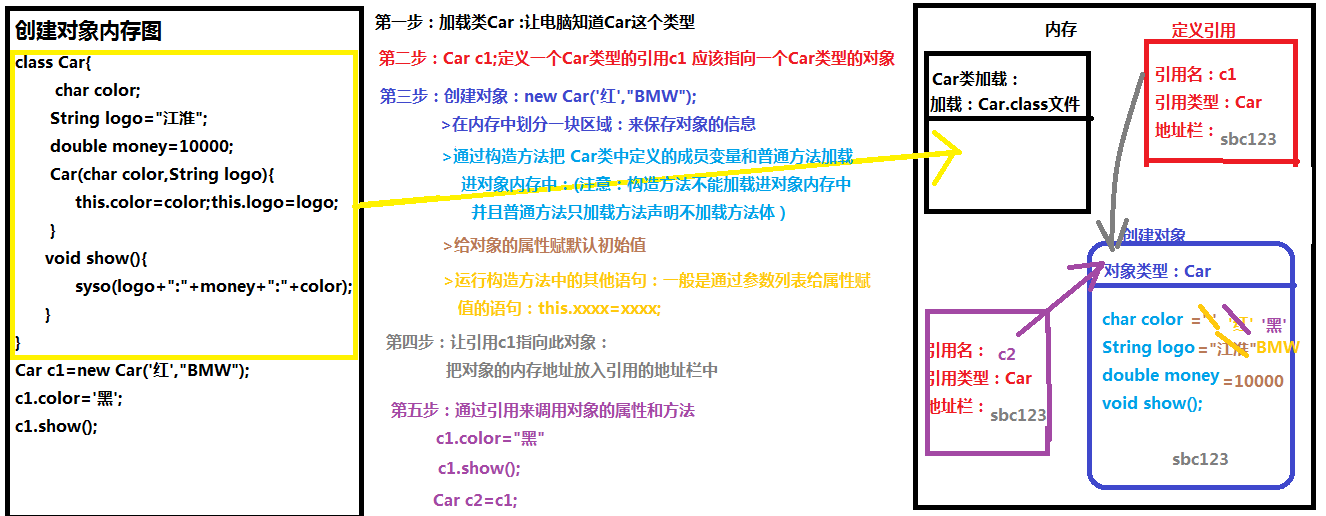 创建对象内存图
class Car{
char color;
String logo="江淮";
double money=10000;
Car(char color,String logo){
this.color=color;this.logo=logo;
}
void show(){
syso(logo+":"+money+":"+color);
}
}
Car c1=new Car('红',"BMW");
c1.color='黑';
c1.show();
第一步：加载类Car :让电脑知道Car这个类型
第二步：Car c1;定义一个Car类型的引用c1 应该指向一个Car类型的对象
第三步：创建对象：new Car('红',"BMW");
>在内存中划分一块区域：来保存对象的信息
>通过构造方法把 Car类中定义的成员变量和普通方法加载
进对象内存中：(注意：构造方法不能加载进对象内存中
并且普通方法只加载方法声明不加载方法体 )
>给对象的属性赋默认初始值
>运行构造方法中的其他语句：一般是通过参数列表给属性赋
值的语句：this.xxxx=xxxx;
第四步：让引用c1指向此对象：
把对象的内存地址放入引用的地址栏中
第五步：通过引用来调用对象的属性和方法
c1.color="黑"
c1.show();
Car c2=c1;
内存
定义引用
Car类加载：
加载：Car.class文件
引用名：c1
引用类型：Car
地址栏：
sbc123
创建对象
对象类型：Car
char color =' ' '红' '黑'
String logo ="江淮"BMW
double money =10000
void show();
sbc123
引用名： c2
引用类型：Car
地址栏：
sbc123